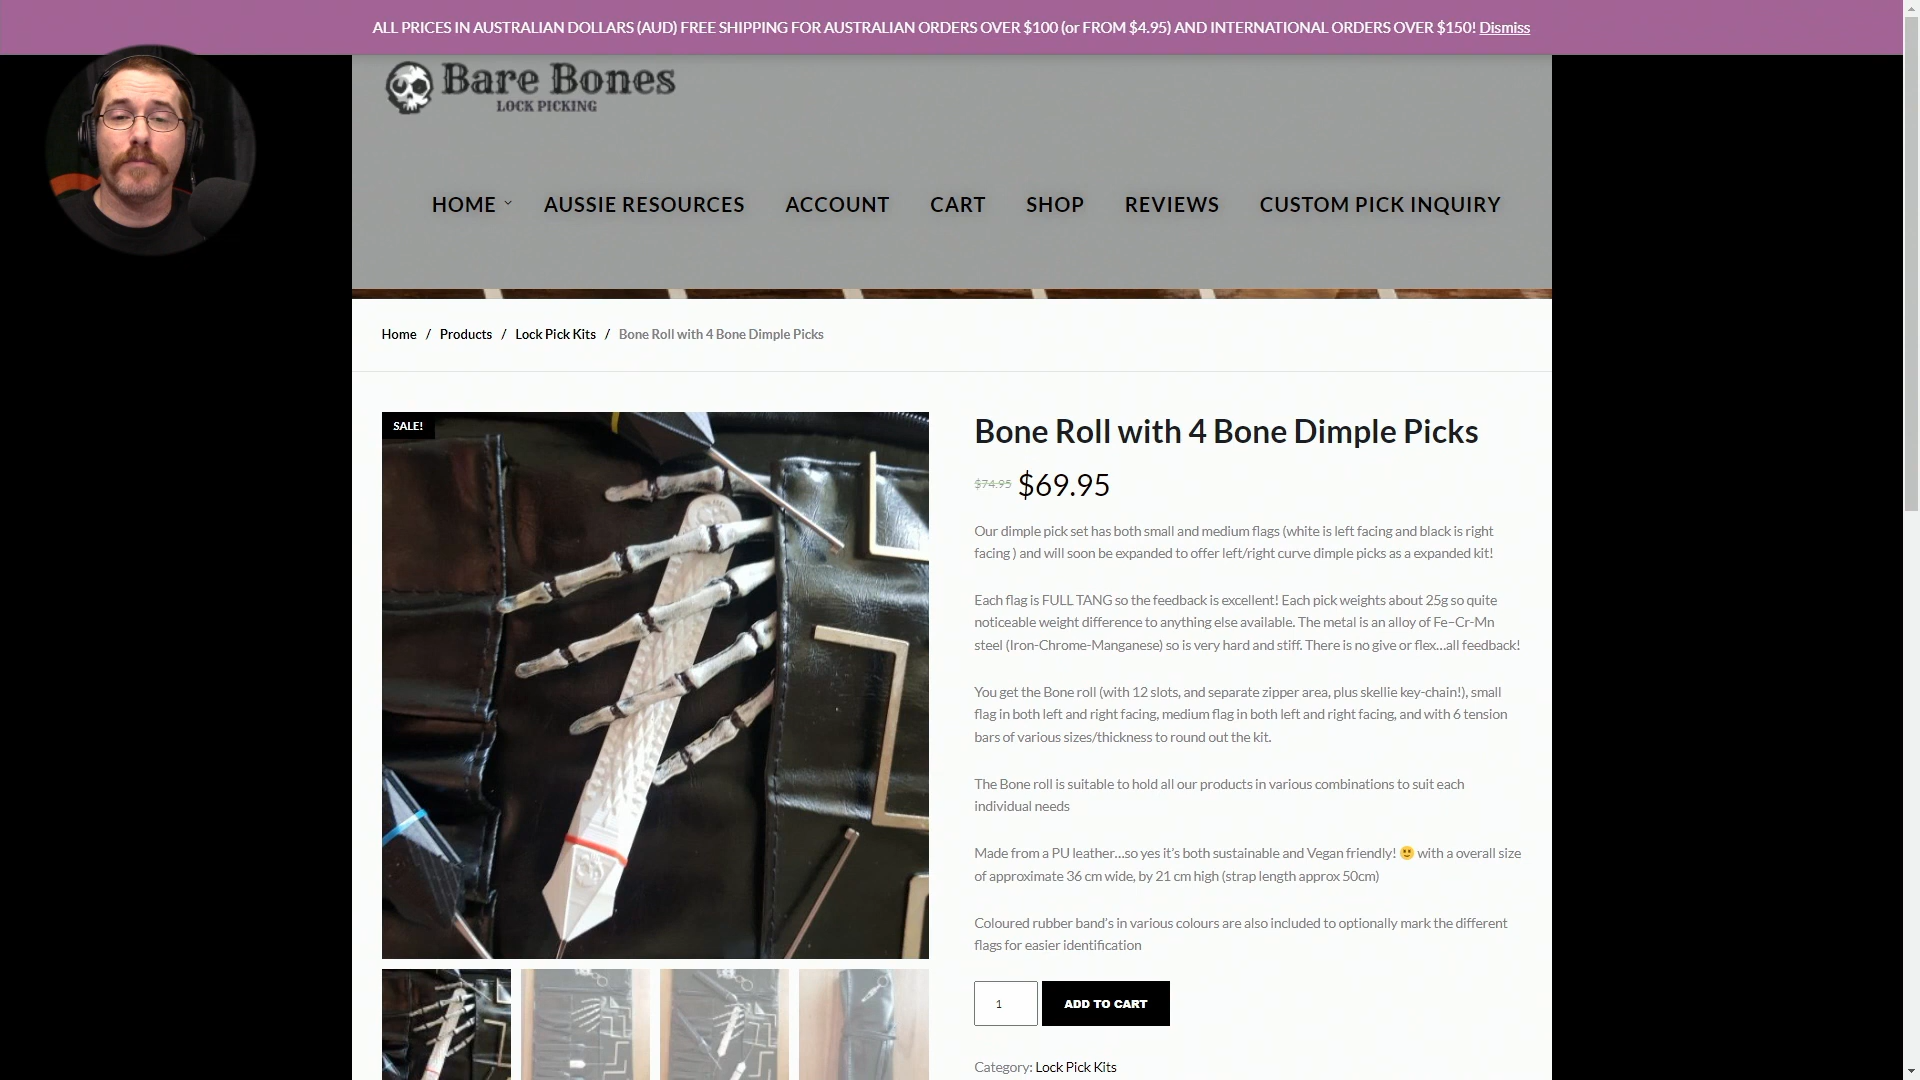 ALL PRICES IN AUSTRALIAN DOLLARS (AUD) FREE SHIPPING FOR AUSTRALIAN ORDERS OVER $100 (or FROM $4.95) AND INTERNATIONAL ORDERS OVER $150! Dismiss
Bare Bones
LOCK PICKING
HOME AUSSIE RESOURCES ACCOUNT CART SHOP REVIEWS CUSTOM PICK INQUIRY
Home / Products / Lock Pick Kits / Bone Roll with 4 Bone Dimple Picks
SALE!
Bone Roll with 4 Bone Dimple Picks
$74.95 $69.95
Our dimple pick set has both small and medium flags (white is left facing and black is right
facing ) and will soon be expanded to offer left/right curve dimple picks as a expanded kit!
Each flag is FULL TANG so the feedback is excellent! Each pick weights about 25g so quite
noticeable weight difference to anything else available. The metal is an alloy of Fe–Cr-Mn
steel (Iron-Chrome-Manganese) so is very hard and stiff. There is no give or flex…all feedback!
You get the Bone roll (with 12 slots, and separate zipper area, plus skellie key-chain!), small
flag in both left and right facing, medium flag in both left and right facing, and with 6 tension
bars of various sizes/thickness to round out the kit.
The Bone roll is suitable to hold all our products in various combinations to suit each
individual needs
Made from a PU leather…so yes it's both sustainable and Vegan friendly! 🙂 with a overall size
of approximate 36 cm wide, by 21 cm high (strap length approx 50cm)
Coloured rubber band's in various colours are also included to optionally mark the different
flags for easier identification
1 ADD TO CART
Category: Lock Pick Kits